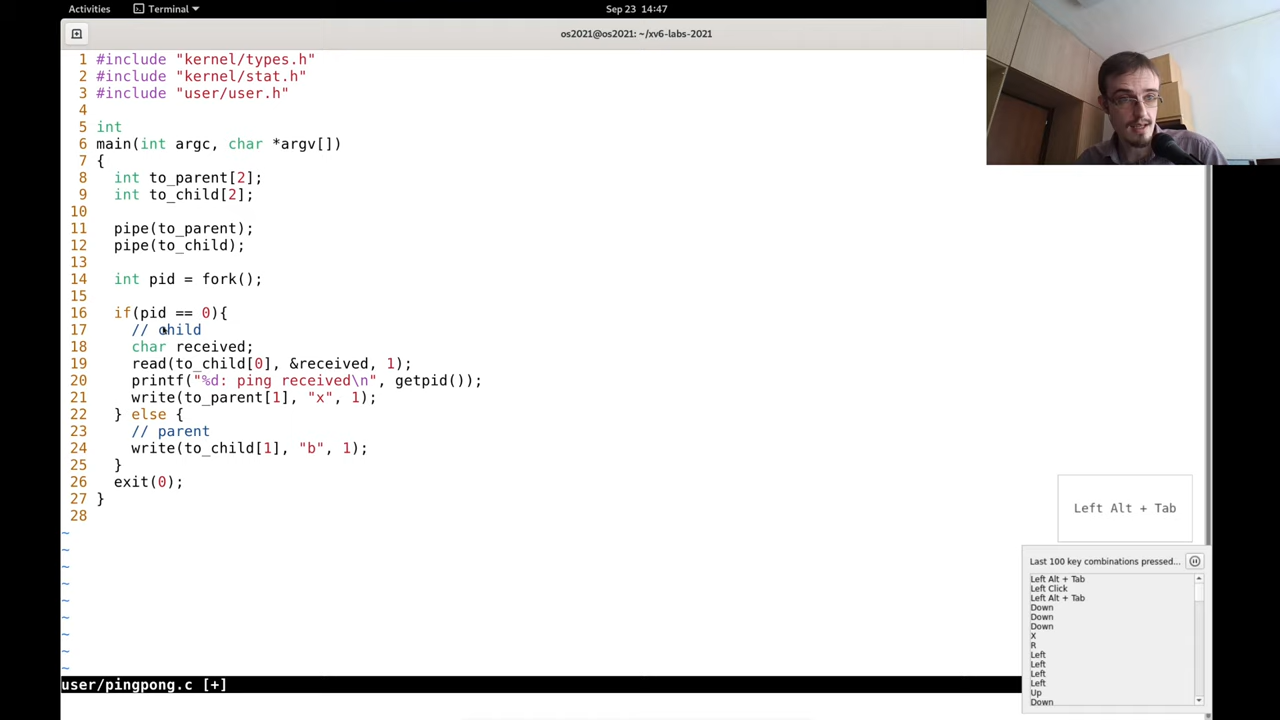 Activities
Terminal
Sep 23 14:47
os2021@os2021: ~/xv6-labs-2021
1 #include "kernel/types.h"
2 #include "kernel/stat.h"
3 #include "user/user.h"
4
5 int
6 main(int argc, char *argv[])
7 {
8   int to_parent[2];
9   int to_child[2];
10
11   pipe(to_parent);
12   pipe(to_child);
13
14   int pid = fork();
15
16   if(pid == 0){
17     // child
18     char received;
19     read(to_child[0], &received, 1);
20     printf("%d: ping received\n", getpid());
21     write(to_parent[1], "x", 1);
22   } else {
23     // parent
24     write(to_child[1], "b", 1);
25   }
26   exit(0);
27 }
28
~
~
~
~
~
~
~
~
~
user/pingpong.c [+]
Left Alt + Tab
Last 100 key combinations pressed...
Left Alt + Tab
Left Click
Left Alt + Tab
Down
Down
Down
X
R
Left
Left
Left
Left
Up
Down